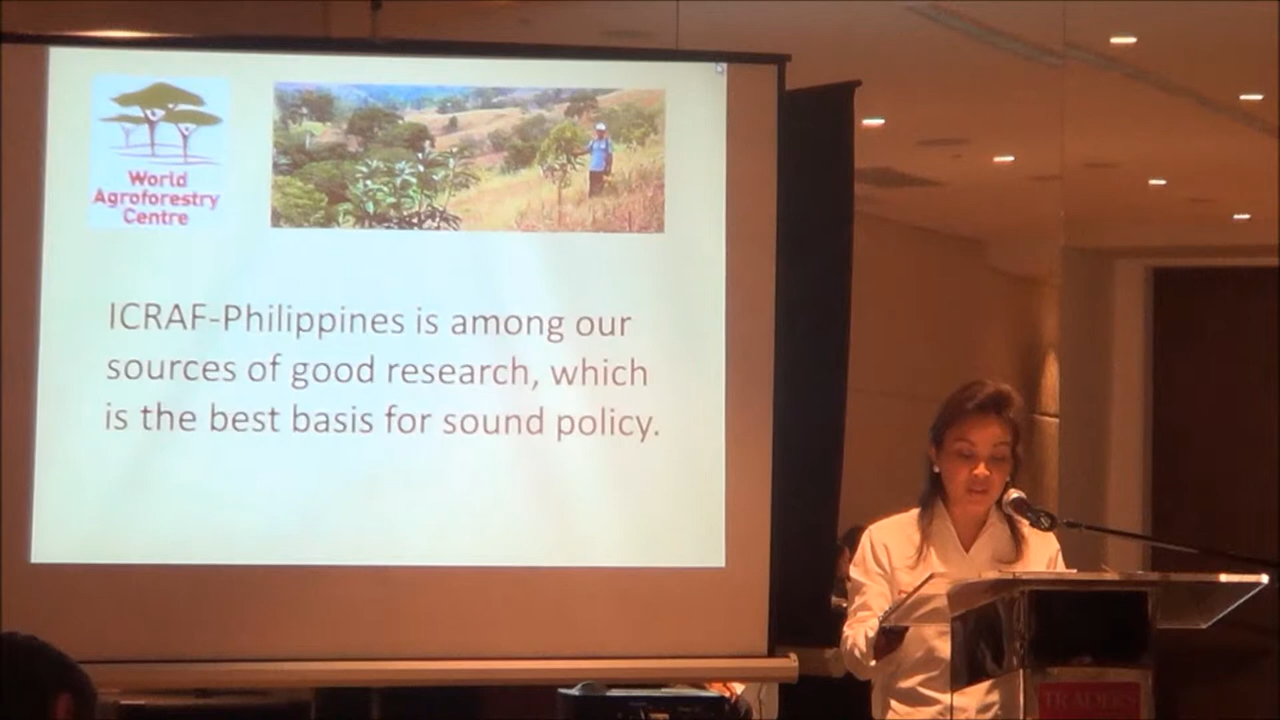 World
Agroforestry
Centre
ICRAF-Philippines is among our
sources of good research, which
is the best basis for sound policy.
TRADERS